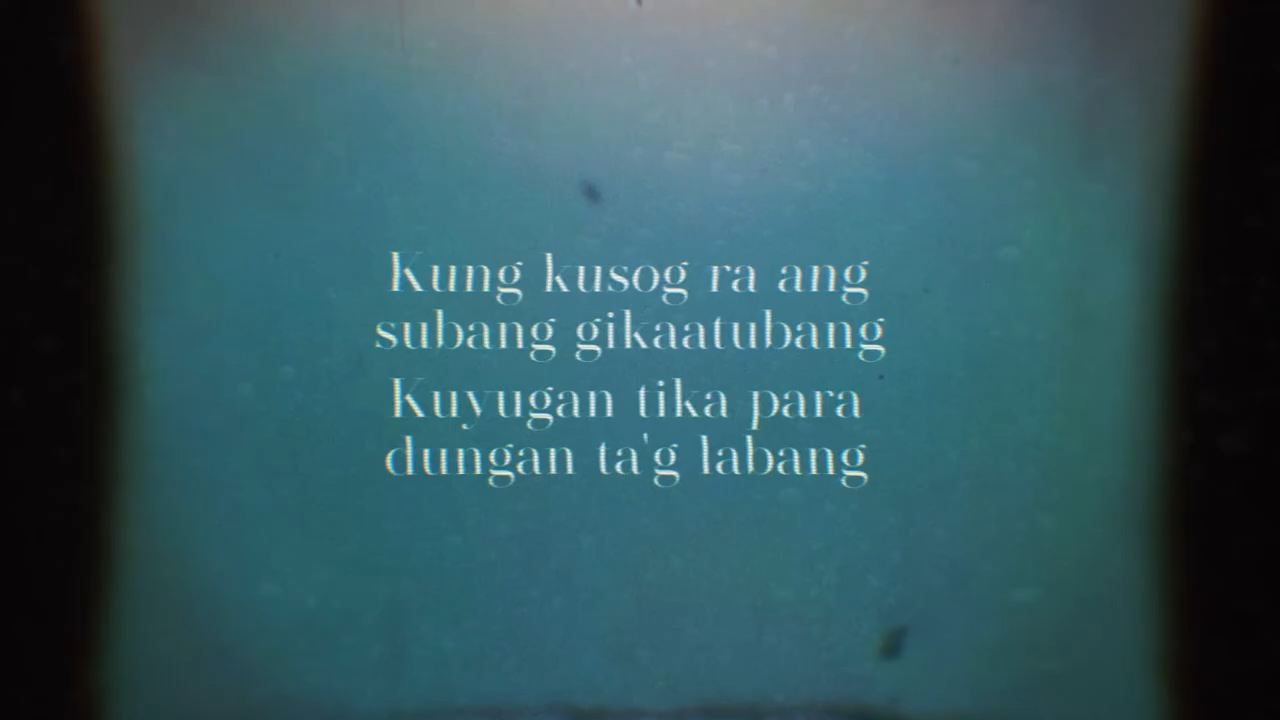 Kung kusog ra ang
subang gikaatubang
Kuyugan tika para
dungan ta'g labang